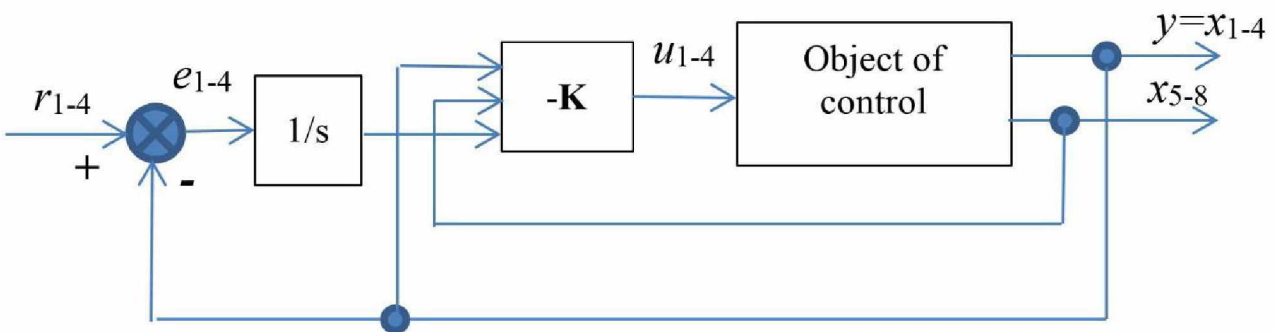 r1-4
+
-
e1-4
1/s
-K
u1-4
Object of
control
y=x1-4
x5-8